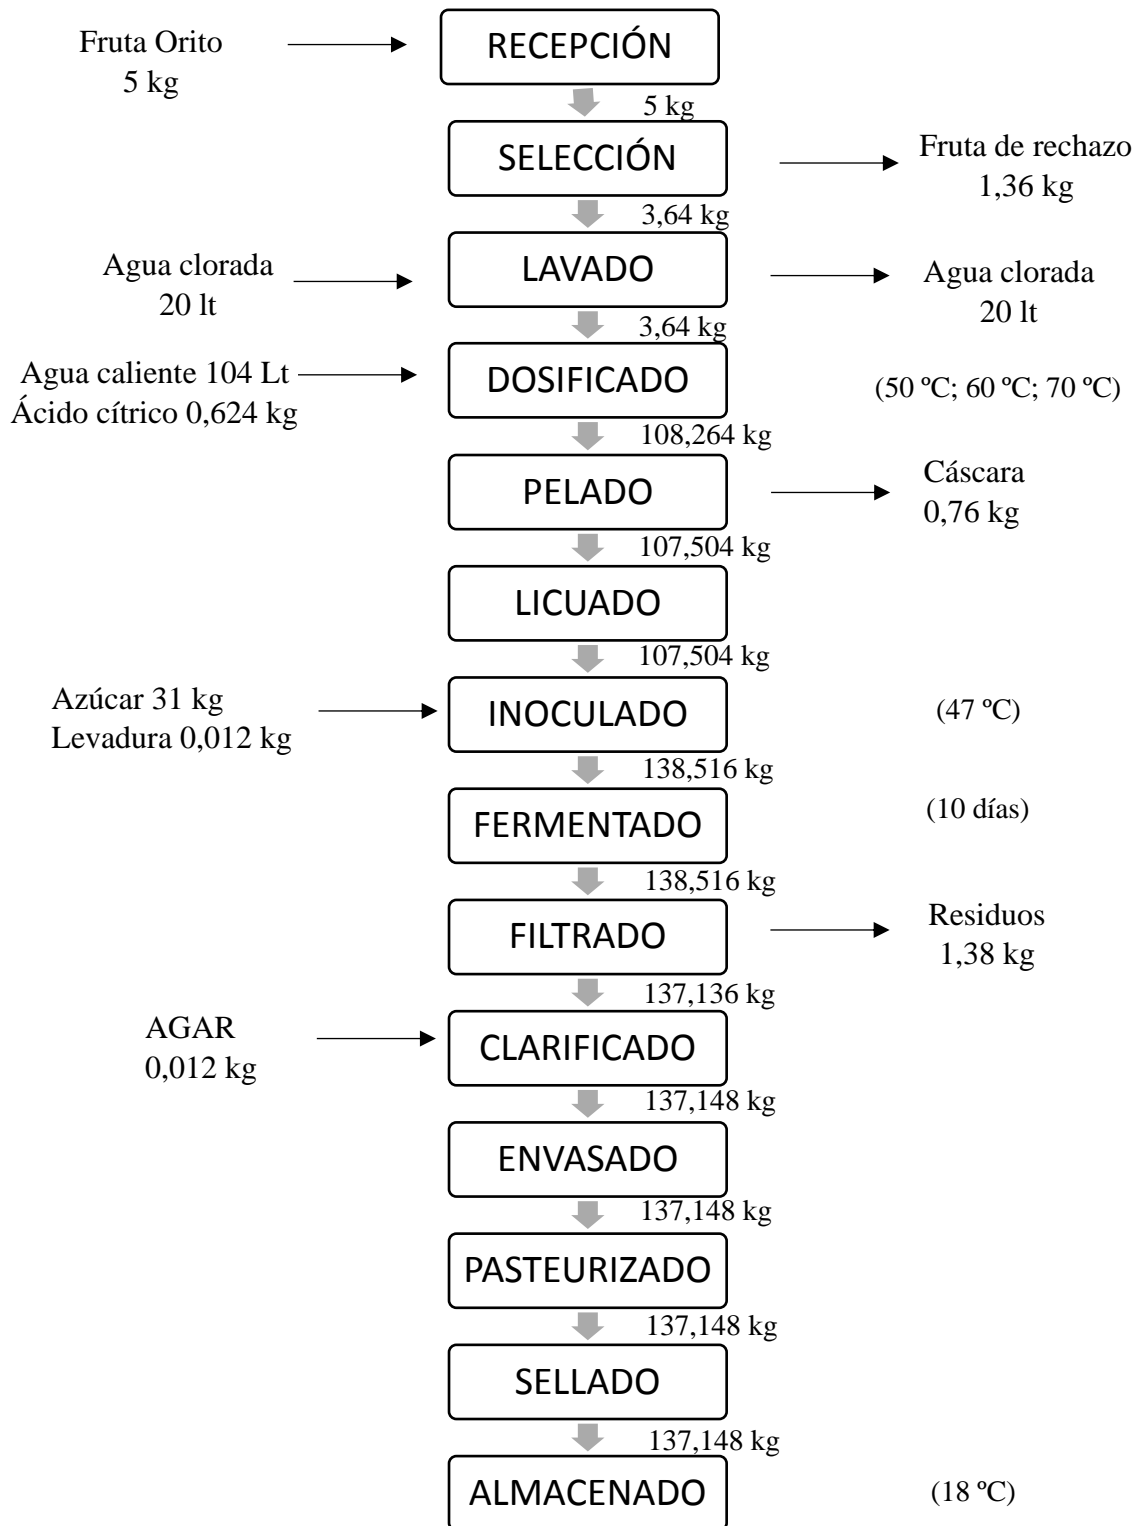 Fruta Orito
5 kg
RECEPCIÓN
5 kg
SELECCIÓN
Fruta de rechazo
1,36 kg
3,64 kg
Agua clorada
20 lt
LAVADO
Agua clorada
20 lt
3,64 kg
Agua caliente 104 Lt
Ácido cítrico 0,624 kg
DOSIFICADO
(50 ºC; 60 ºC; 70 ºC)
108,264 kg
PELADO
Cáscara
0,76 kg
107,504 kg
LICUADO
107,504 kg
Azúcar 31 kg
Levadura 0,012 kg
INOCULADO
(47 ºC)
138,516 kg
FERMENTADO
(10 días)
138,516 kg
FILTRADO
Residuos
1,38 kg
137,136 kg
AGAR
0,012 kg
CLARIFICADO
137,148 kg
ENVASADO
137,148 kg
PASTEURIZADO
137,148 kg
SELLADO
137,148 kg
ALMACENADO
(18 ºC)